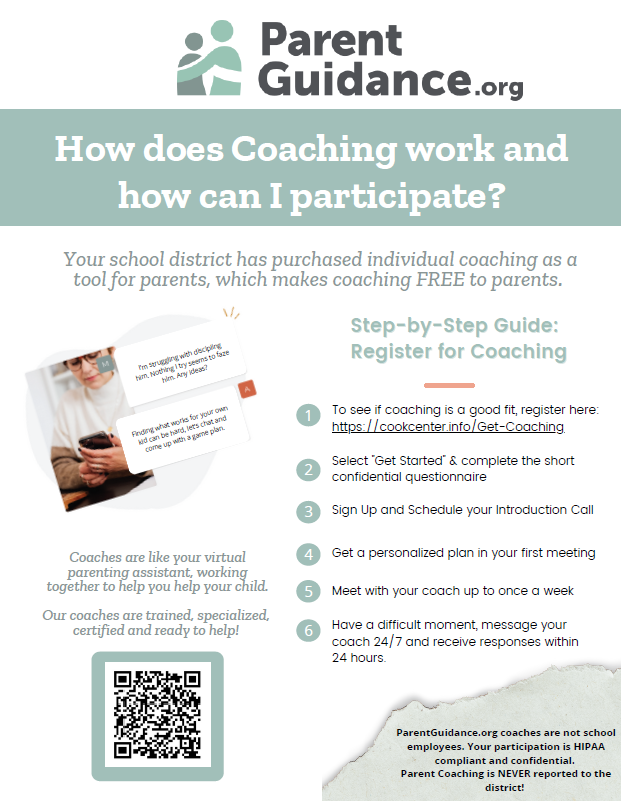 Parent
Guidance.org
How does Coaching work and
how can I participate?
Your school district has purchased individual coaching as a
tool for parents, which makes coaching FREE to parents.
M
I'm struggling with discipling
him. Nothing I try seems to faze
him. Any ideas?
A
Finding what works for your own
kid can be hard, let's chat and
come up with a game plan.
Coaches are like your virtual
parenting assistant, working
together to help you help your child.
Our coaches are trained, specialized,
certified and ready to help!
Step-by-Step Guide:
Register for Coaching
1 To see if coaching is a good fit, register here:
https://cookcenter.info/Get-Coaching
2 Select "Get Started" & complete the short
confidential questionnaire
3 Sign Up and Schedule your Introduction Call
4 Get a personalized plan in your first meeting
5 Meet with your coach up to once a week
6 Have a difficult moment, message your
coach 24/7 and receive responses within
24 hours.
ParentGuidance.org coaches are not school
employees. Your participation is HIPAA
compliant and confidential.
Parent Coaching is NEVER reported to the
district!